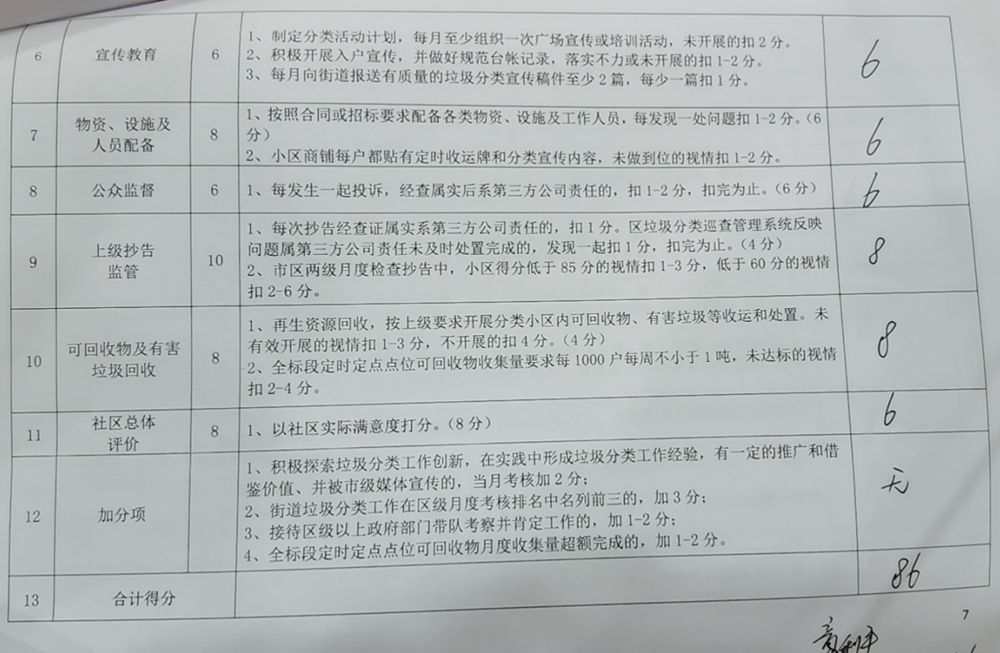 6 宣传教育 6 1、制定分类活动计划，每月至少组织一次广场宣传或培训活动，未开展的扣 2 分。
2、积极开展入户宣传，并做好规范台帐记录，落实不力或未开展的扣 1-2 分。
3、每月向街道报送有质量的垃圾分类宣传稿件至少 2 篇，每少一篇扣 1 分。
6
7 物资、设施及
人员配备
8
1、按照合同或招标要求配备各类物资、设施及工作人员，每发现一处问题扣 1-2 分。（6
分）
2、小区商铺每户都贴有定时收运牌和分类宣传内容，未做到位的视情扣 1-2 分。
6
8 公众监督 6 1、每发生一起投诉，经查属实后系第三方公司责任的，扣 1-2 分，扣完为止。（6 分） 6
9 上级抄告
监管
10
1、每次抄告经查证属实系第三方公司责任的，扣 1 分。区垃圾分类巡查管理系统反映
问题属第三方公司责任未及时处置完成的，发现一起扣 1 分，扣完为止。（4 分）
2、市区两级月度检查抄告中，小区得分低于 85 分的视情扣 1-3 分，低于 60 分的视情
扣 2-6 分。
8
10 可回收物及有害
垃圾回收
8
1、再生资源回收，按上级要求开展分类小区内可回收物、有害垃圾等收运和处置。未
有效开展的视情扣 1-3 分，不开展的扣 4 分。（4 分）
2、全标段定时定点点位可回收物收集量要求每 1000 户每周不小于 1 吨，未达标的视情
扣 2-4 分。
8
11 社区总体
评价
8 1、以社区实际满意度打分。（8 分） 6
12 加分项
1、积极探索垃圾分类工作创新，在实践中形成垃圾分类工作经验，有一定的推广和借
鉴价值、并被市级媒体宣传的，当月考核加 2 分；
2、街道垃圾分类工作在区级月度考核排名中名列前三的，加 3 分；
3、接待区级以上政府部门带队考察并肯定工作的，加 1-2 分；
4、全标段定时定点点位可回收物月度收集量超额完成的，加 1-2 分。
无
13 合计得分 86
7